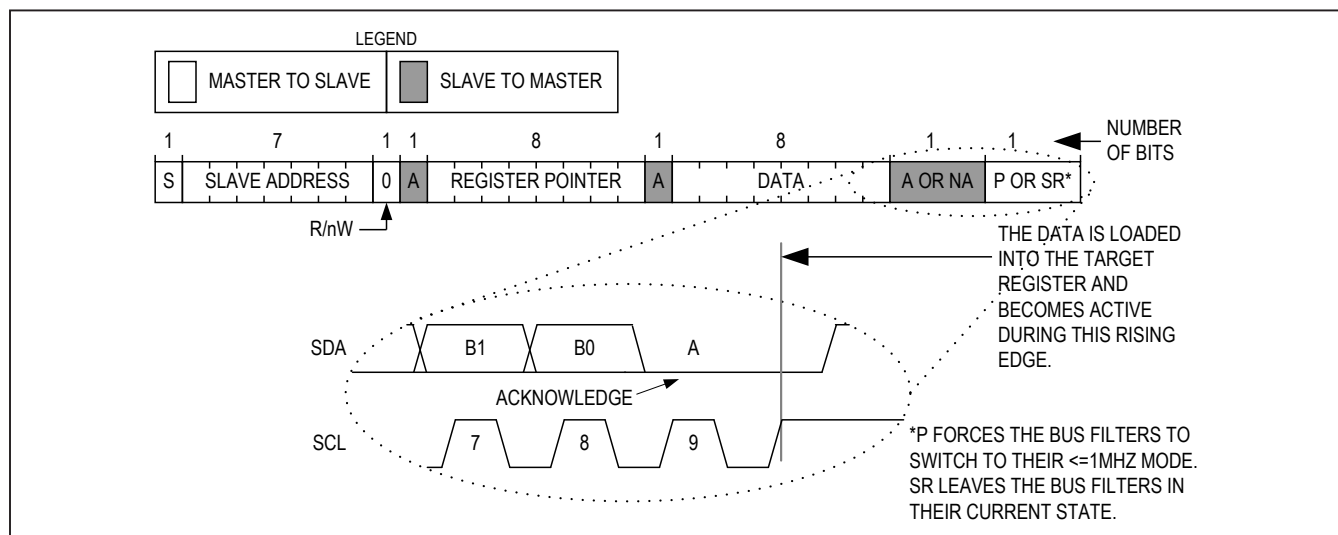 LEGEND
MASTER TO SLAVE
SLAVE TO MASTER
1 7 1 1 8 1 8 1 1
NUMBER
OF BITS
S SLAVE ADDRESS 0 A REGISTER POINTER A DATA A OR NA P OR SR*
R/nW
THE DATA IS LOADED
INTO THE TARGET
REGISTER AND
BECOMES ACTIVE
DURING THIS RISING
EDGE.
SDA B1 B0 A
ACKNOWLEDGE
SCL 7 8 9
*P FORCES THE BUS FILTERS TO
SWITCH TO THEIR <=1MHZ MODE.
SR LEAVES THE BUS FILTERS IN
THEIR CURRENT STATE.